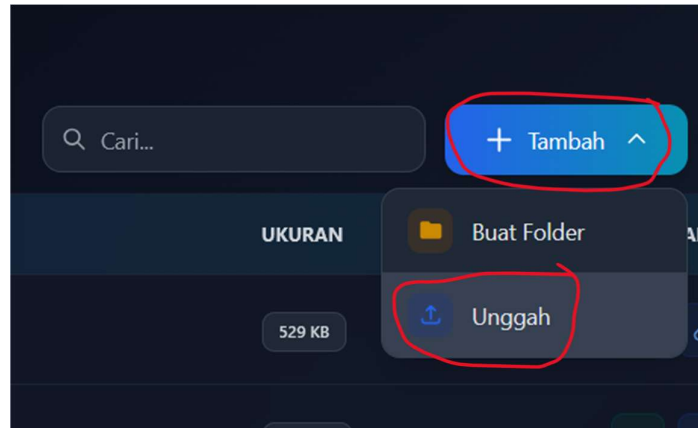 Cari...
Tambah
UKURAN
Buat Folder
Unggah
529 KB